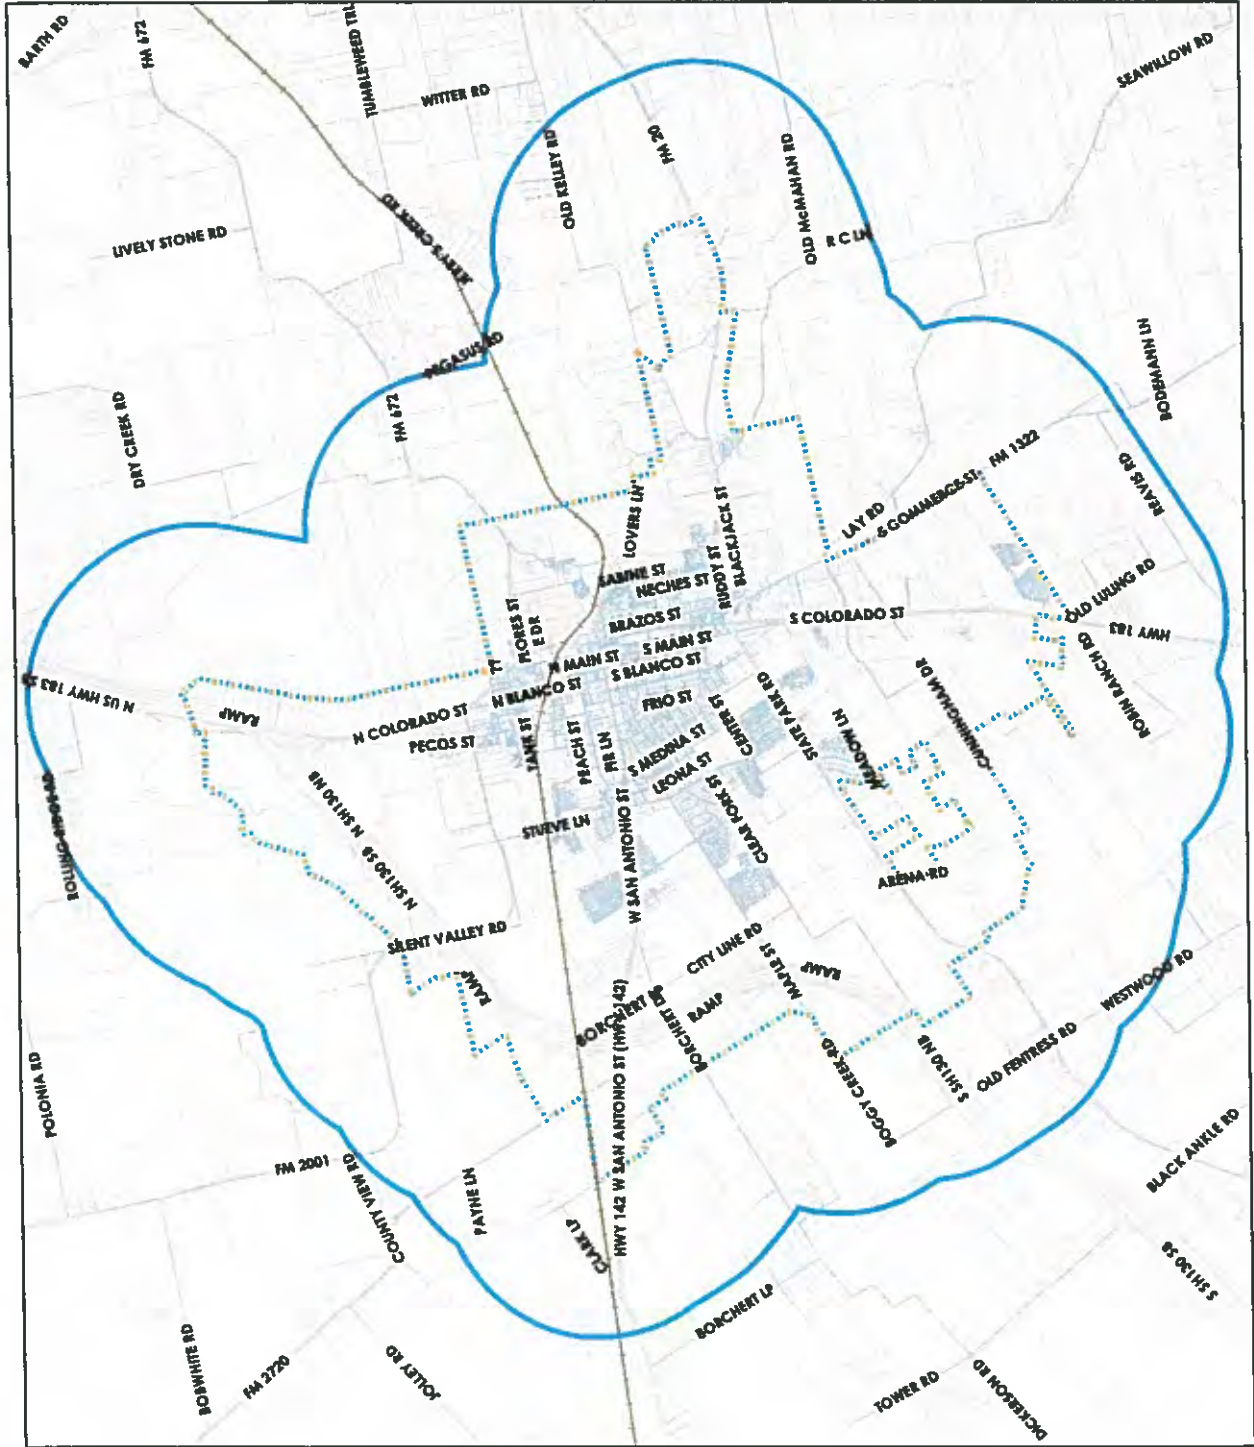 BARTH RD
FM 672
TUMBLEWEED TRL
WITTER RD
SEAWILLOW RD
OLD KELLEY RD
FM 20
OLD McMAHAN RD
R C LN
LIVELY STONE RD
JERRY'S CREEK RD
PEGASUS RD
DRY CREEK RD
FM 672
BODEMANN LN
REAVIS RD
FM 1322
S COMMERCE ST
LAY RD
LOVERS LN
BLACKJACK ST
RUDDY ST
SABINE ST
NECHES ST
BRAZOS ST
S COLORADO ST
OLD LULING RD
HWY 183
ROBIN RANCH RD
FLORES ST
E DR
N MAIN ST
S MAIN ST
N BLANCO ST
S BLANCO ST
N US HWY 183
RAMP
N COLORADO ST
PECOS ST
FRIO ST
CENTER ST
STATE PARK RD
MEADOW LN
CUNNINGHAM DR
PEACH ST
FIR LN
S MEDINA ST
LEONA ST
N SH130 NB
N SH130 SB
STUEVE LN
W SAN ANTONIO ST
CLEAR FORK ST
ARENA RD
SILENT VALLEY RD
RAMP
CITY LINE RD
MAPLE ST
RAMP
BORCHERT DR
RAMP
BORCHERT DR
WESTWOOD RD
S SH130 NB
OLD FENTRESS RD
BOGGY CREEK RD
POLONIA RD
FM 2001
COUNTY VIEW RD
PAYNE LN
CLARK LP
HWY 142 W SAN ANTONIO ST (HWY 142)
BLACK ANKLE RD
S SH130 SB
BORCHERT LP
BOBWHITE RD
FM 2720
JOLLEY RD
TOWER RD
DICKERSON RD